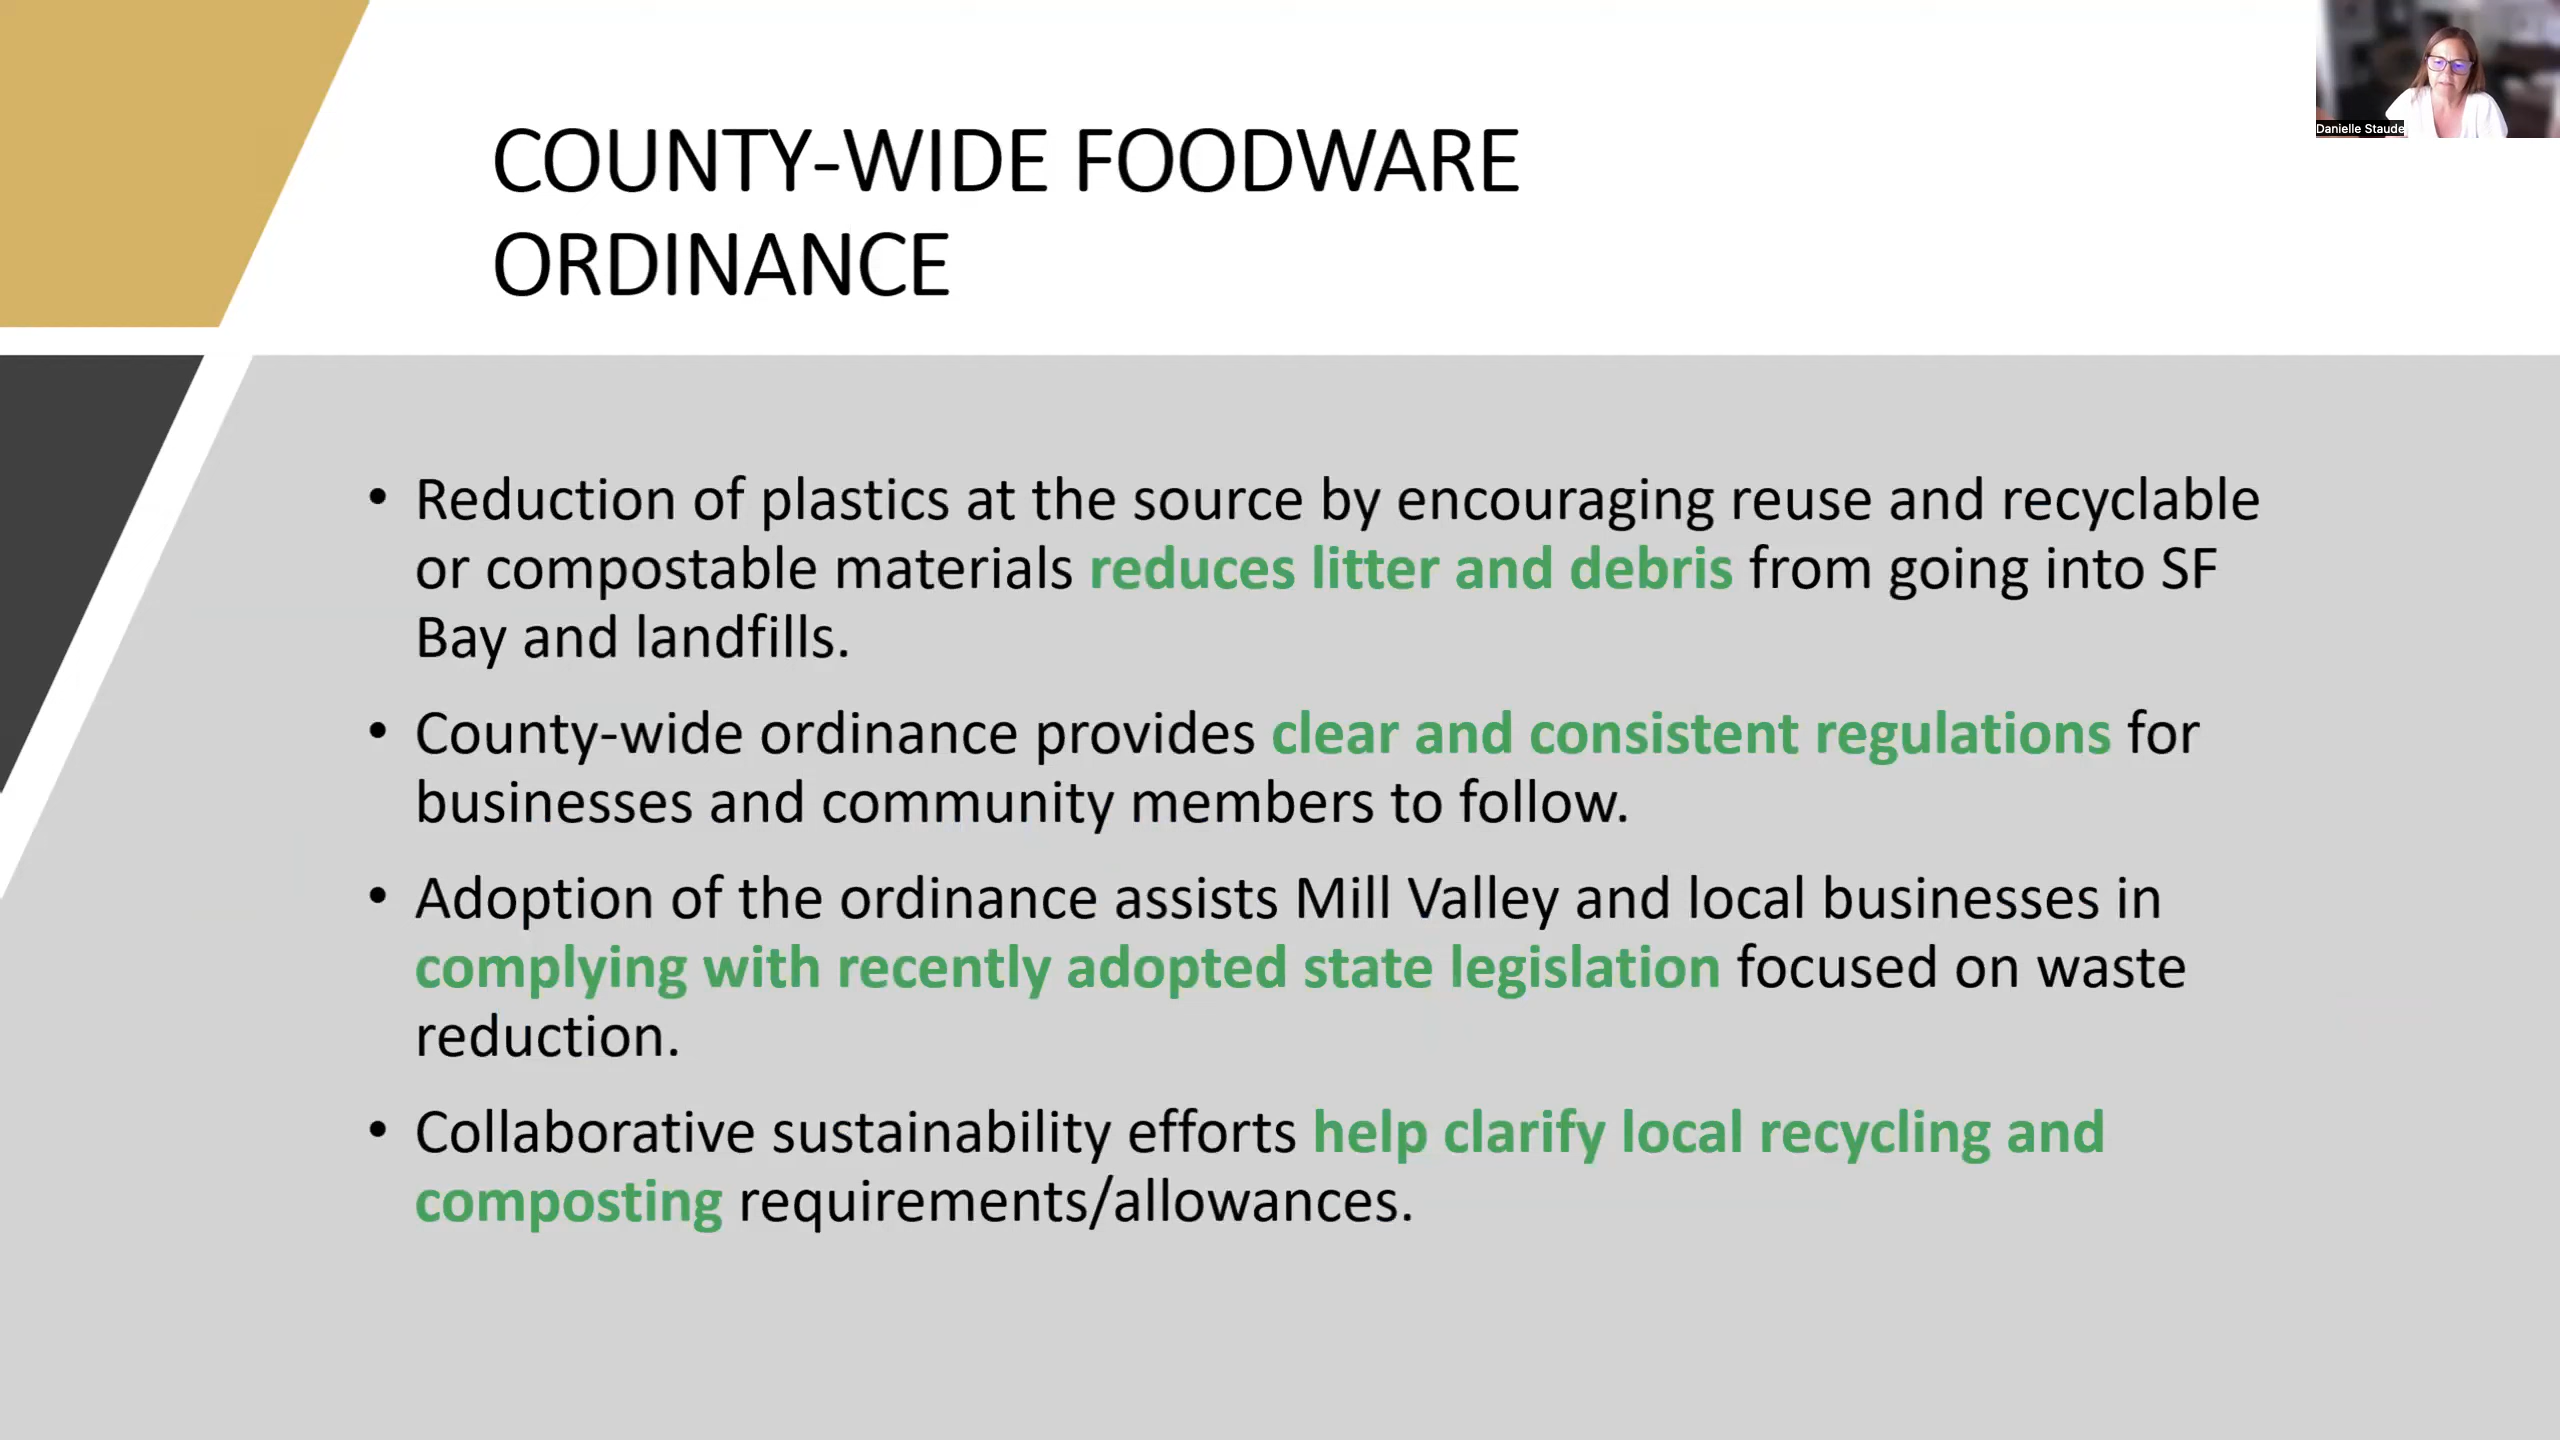 COUNTY-WIDE FOODWARE
ORDINANCE
Danielle Staude
• Reduction of plastics at the source by encouraging reuse and recyclable
or compostable materials reduces litter and debris from going into SF
Bay and landfills.
• County-wide ordinance provides clear and consistent regulations for
businesses and community members to follow.
• Adoption of the ordinance assists Mill Valley and local businesses in
complying with recently adopted state legislation focused on waste
reduction.
• Collaborative sustainability efforts help clarify local recycling and
composting requirements/allowances.